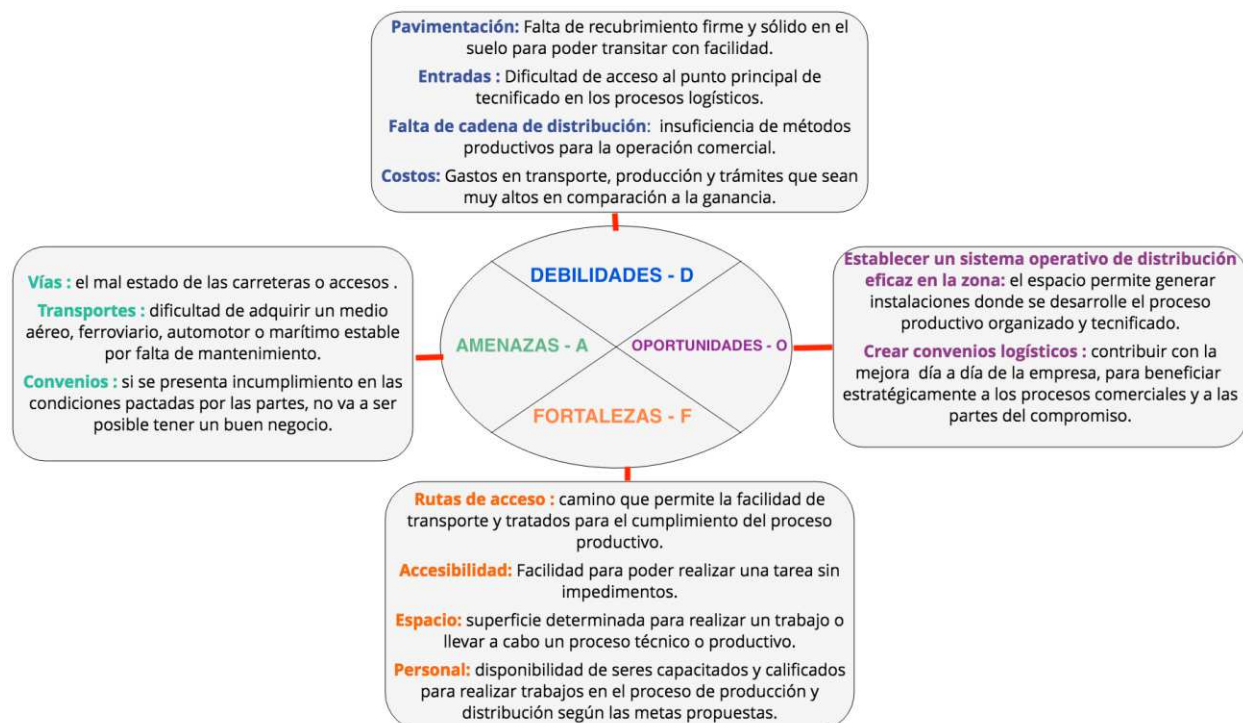 Pavimentación: Falta de recubrimiento firme y sólido en el
suelo para poder transitar con facilidad.
Entradas : Dificultad de acceso al punto principal de
tecnificado en los procesos logísticos.
Falta de cadena de distribución: insuficiencia de métodos
productivos para la operación comercial.
Costos: Gastos en transporte, producción y trámites que sean
muy altos en comparación a la ganancia.
Vías : el mal estado de las carreteras o accesos .
Transportes : dificultad de adquirir un medio
aéreo, ferroviario, automotor o marítimo estable
por falta de mantenimiento.
Convenios : si se presenta incumplimiento en las
condiciones pactadas por las partes, no va a ser
posible tener un buen negocio.
DEBILIDADES - D
AMENAZAS - A
OPORTUNIDADES - O
FORTALEZAS - F
Establecer un sistema operativo de distribución
eficaz en la zona: el espacio permite generar
instalaciones donde se desarrolle el proceso
productivo organizado y tecnificado.
Crear convenios logísticos : contribuir con la
mejora día a día de la empresa, para beneficiar
estratégicamente a los procesos comerciales y a las
partes del compromiso.
Rutas de acceso : camino que permite la facilidad de
transporte y tratados para el cumplimiento del proceso
productivo.
Accesibilidad: Facilidad para poder realizar una tarea sin
impedimentos.
Espacio: superficie determinada para realizar un trabajo o
llevar a cabo un proceso técnico o productivo.
Personal: disponibilidad de seres capacitados y calificados
para realizar trabajos en el proceso de producción y
distribución según las metas propuestas.